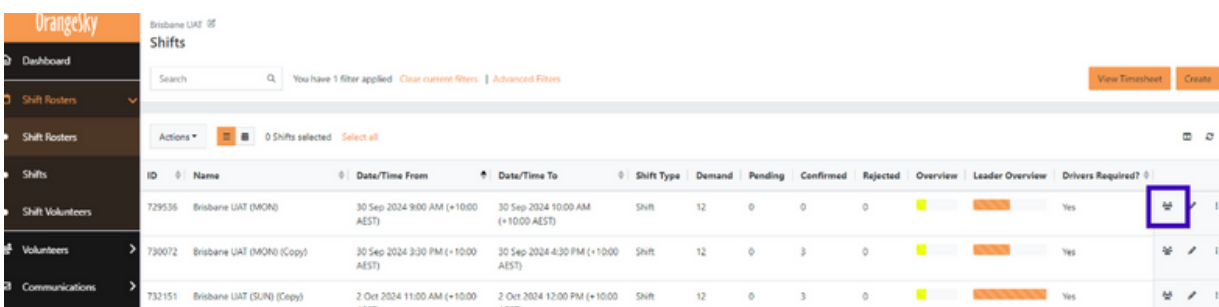 OrangeSky
Brisbane UAT
Shifts
Dashboard
Search
You have 1 filter applied Clear current filters | Advanced Filters
View Timesheet
Create
Shift Rosters
Shift Rosters
Actions
0 Shifts selected Select all
Shifts
ID Name Date/Time From Date/Time To Shift Type Demand Pending Confirmed Rejected Overview Leader Overview Drivers Required?
Shift Volunteers
729536 Brisbane UAT (MON) 30 Sep 2024 9:00 AM (+10:00 30 Sep 2024 10:00 AM Shift 12 0 0 0 Yes
AEST) (+10:00 AEST)
Volunteers
730072 Brisbane UAT (MON) (Copy) 30 Sep 2024 3:30 PM (+10:00 30 Sep 2024 4:30 PM (+10:00 Shift 12 0 3 0 Yes
AEST) AEST)
Communications
732151 Brisbane UAT (SUN) (Copy) 2 Oct 2024 11:00 AM (+10:00 2 Oct 2024 12:00 PM (+10:00 Shift 12 0 3 0 Yes